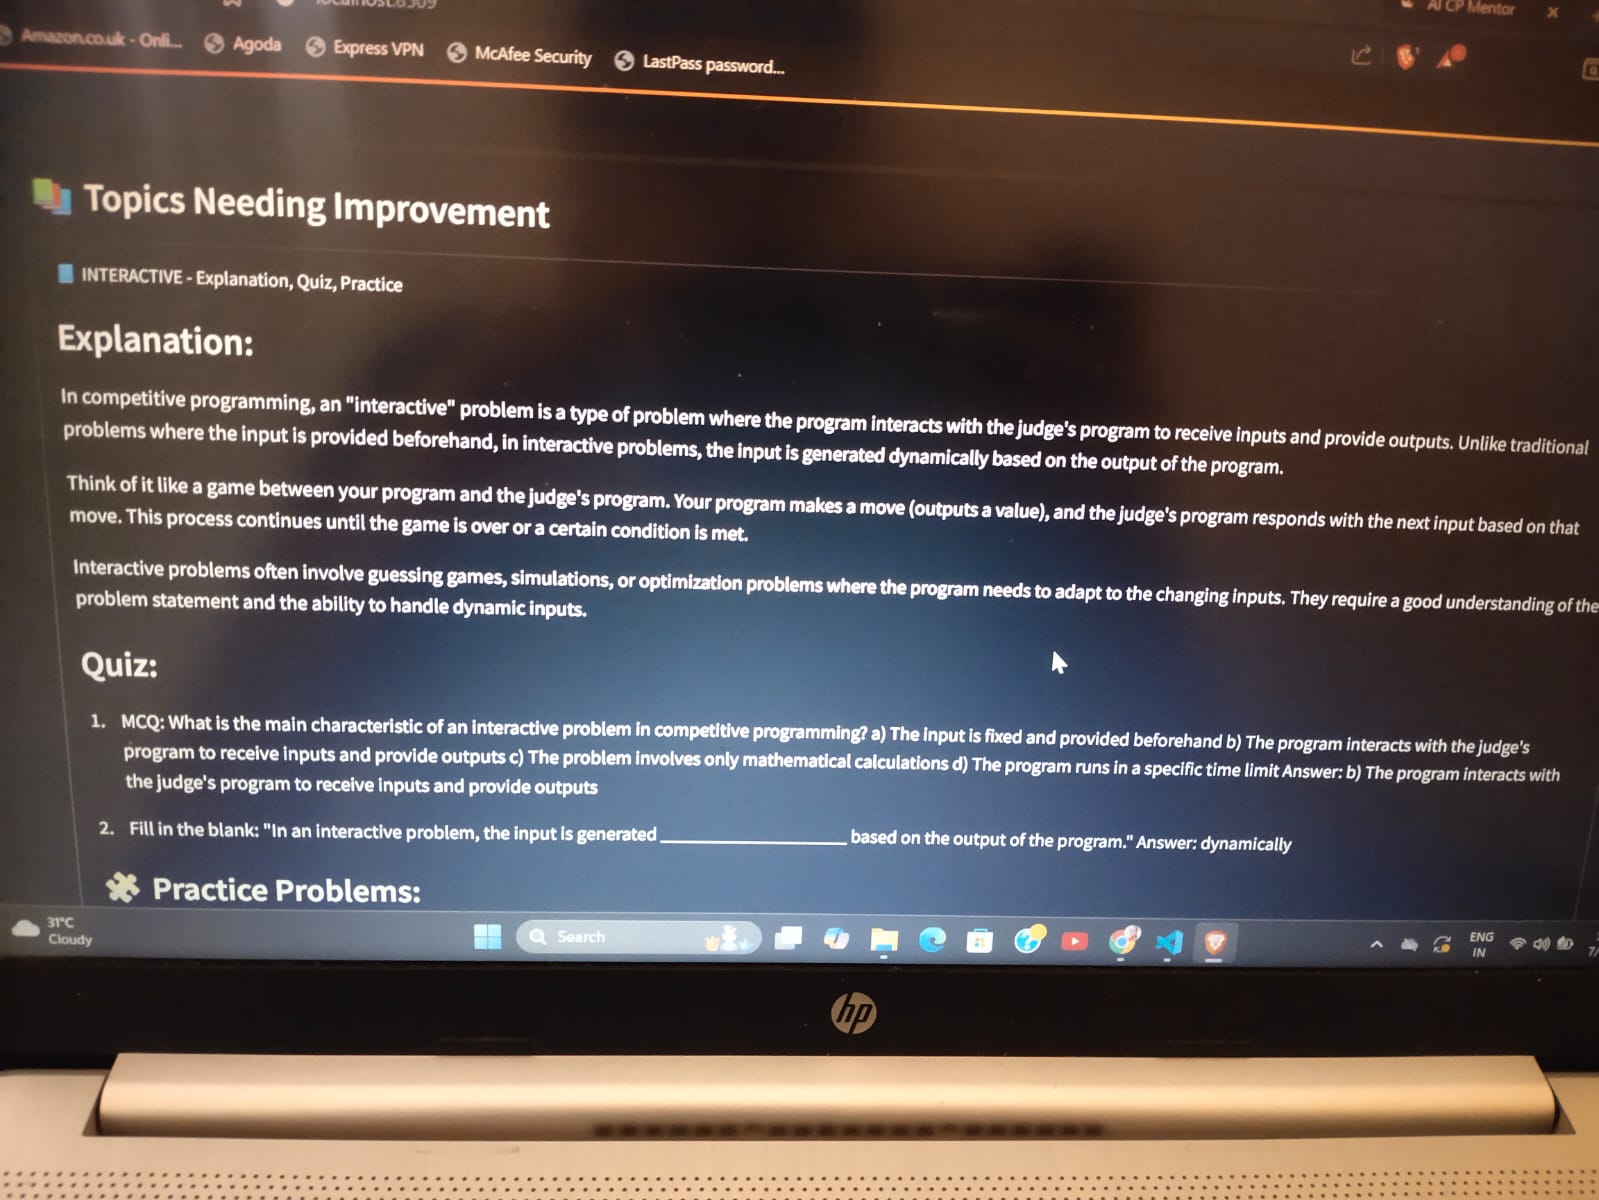 Amazon.co.uk - Onli... Agoda Express VPN McAfee Security LastPass password...
AI CP Mentor
Topics Needing Improvement
INTERACTIVE - Explanation, Quiz, Practice
Explanation:
In competitive programming, an "interactive" problem is a type of problem where the program interacts with the judge's program to receive inputs and provide outputs. Unlike traditional
problems where the input is provided beforehand, in interactive problems, the input is generated dynamically based on the output of the program.
Think of it like a game between your program and the judge's program. Your program makes a move (outputs a value), and the judge's program responds with the next input based on that
move. This process continues until the game is over or a certain condition is met.
Interactive problems often involve guessing games, simulations, or optimization problems where the program needs to adapt to the changing inputs. They require a good understanding of the
problem statement and the ability to handle dynamic inputs.
Quiz:
1. MCQ: What is the main characteristic of an interactive problem in competitive programming? a) The input is fixed and provided beforehand b) The program interacts with the judge's
program to receive inputs and provide outputs c) The problem involves only mathematical calculations d) The program runs in a specific time limit Answer: b) The program interacts with
the judge's program to receive inputs and provide outputs
2. Fill in the blank: "In an interactive problem, the input is generated ____________________ based on the output of the program." Answer: dynamically
Practice Problems:
31°C
Cloudy
Search
ENG
IN
hp